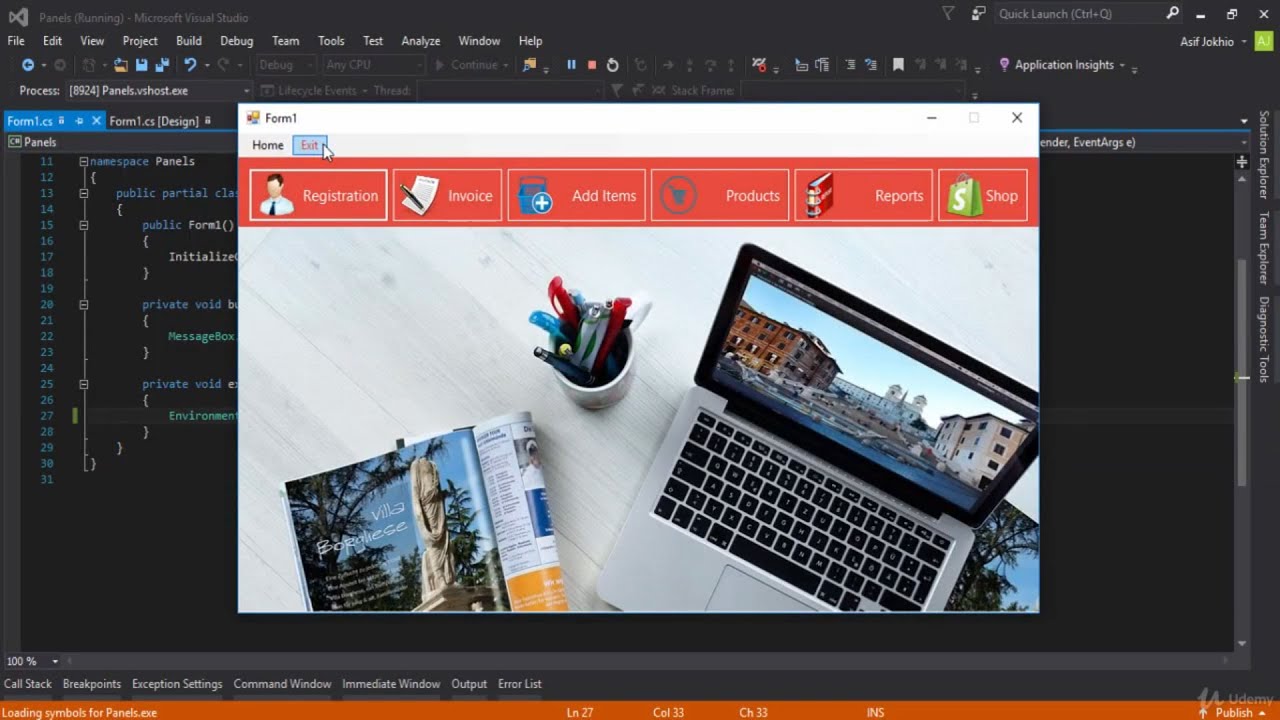 Panels (Running) - Microsoft Visual Studio
Quick Launch (Ctrl+Q)
File Edit View Project Build Debug Team Tools Test Analyze Window Help
Asif Jokhio AJ
Debug Any CPU Continue Application Insights
Process: [8924] Panels.vshost.exe Lifecycle Events Thread: Stack Frame:
Form1.cs Form1.cs [Design]
Panels
ender, EventArgs e)
Form1
Home Exit
Registration Invoice Add Items Products Reports Shop
11 namespace Panels
12 {
13 public partial clas
14 {
15 public Form1()
16 {
17 Initialize
18 }
19
20 private void bu
21 {
22 MessageBox
23 }
24
25 private void ex
26 {
27 Environment
28 }
29 }
30 }
31
villa
Borghese
Solution Explorer
Team Explorer
Diagnostic Tools
100 %
Call Stack Breakpoints Exception Settings Command Window Immediate Window Output Error List
Udemy
Loading symbols for Panels.exe Ln 27 Col 33 Ch 33 INS Publish